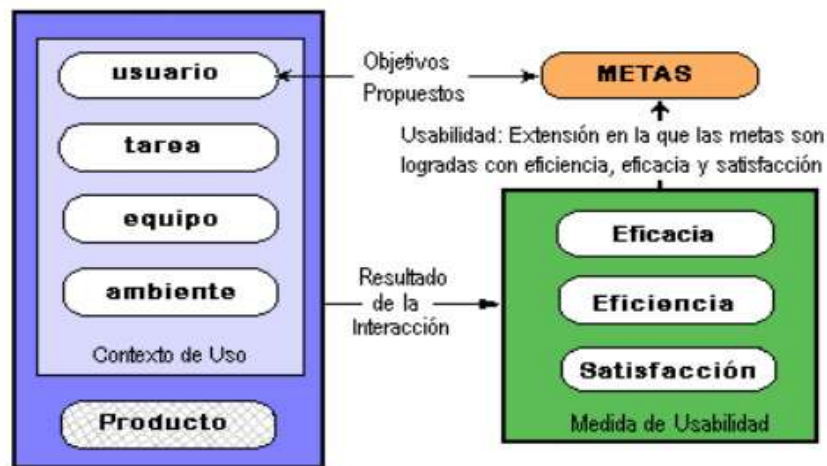 usuario
tarea
equipo
ambiente
Contexto de Uso
Producto
Objetivos
Propuestos
METAS
Usabilidad: Extensión en la que las metas son
logradas con eficiencia, eficacia y satisfacción
Resultado
de la
Interacción
Eficacia
Eficiencia
Satisfacción
Medida de Usabilidad